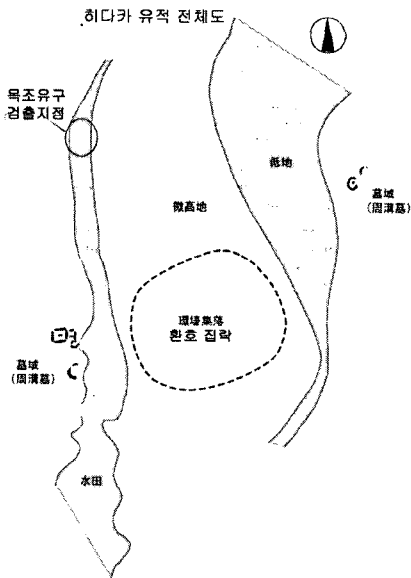 히다카 유적 전체도
목조유구
검출지점
低地
墓域
(周溝墓)
微高地
環壕集落
환호 집락
墓域
(周溝墓)
水田